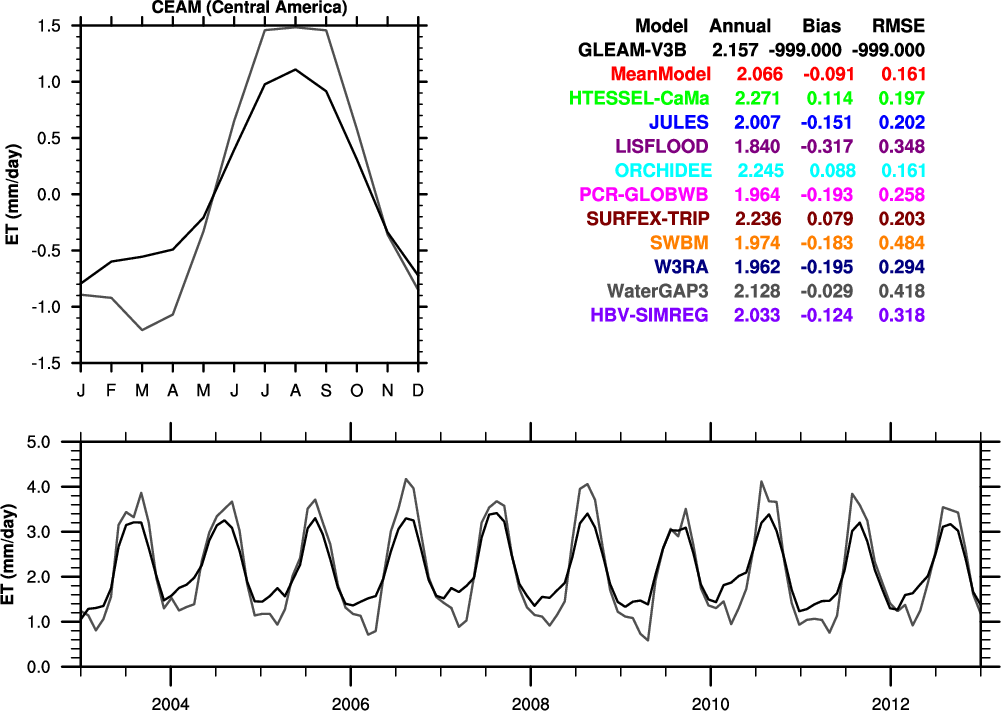 CEAM (Central America)
1.5
1.0
0.5
0.0
-0.5
-1.0
-1.5
ET (mm/day)
J F M A M J J A S O N D
Model Annual Bias RMSE
GLEAM-V3B 2.157 -999.000 -999.000
MeanModel 2.066 -0.091 0.161
HTESSEL-CaMa 2.271 0.114 0.197
JULES 2.007 -0.151 0.202
LISFLOOD 1.840 -0.317 0.348
ORCHIDEE 2.245 0.088 0.161
PCR-GLOBWB 1.964 -0.193 0.258
SURFEX-TRIP 2.236 0.079 0.203
SWBM 1.974 -0.183 0.484
W3RA 1.962 -0.195 0.294
WaterGAP3 2.128 -0.029 0.418
HBV-SIMREG 2.033 -0.124 0.318
5.0
4.0
3.0
2.0
1.0
0.0
ET (mm/day)
2004 2006 2008 2010 2012